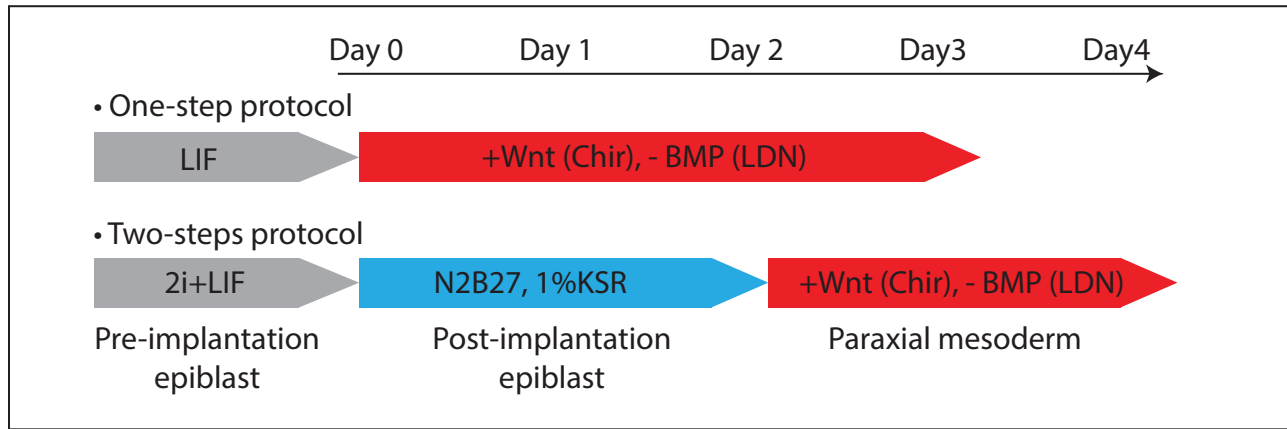 Day 0 Day 1 Day 2 Day3 Day4
• One-step protocol
LIF +Wnt (Chir), - BMP (LDN)
• Two-steps protocol
2i+LIF N2B27, 1%KSR +Wnt (Chir), - BMP (LDN)
Pre-implantation Post-implantation Paraxial mesoderm
epiblast epiblast